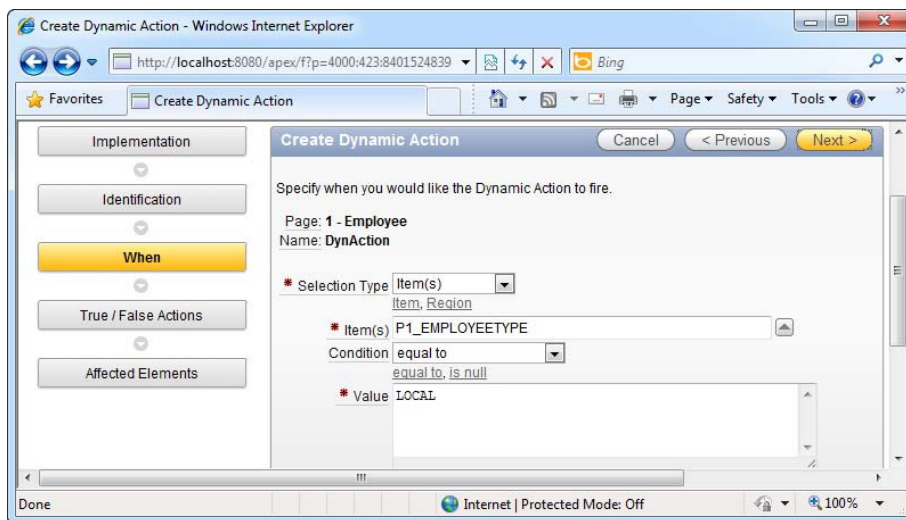 Create Dynamic Action - Windows Internet Explorer
http://localhost:8080/apex/f?p=4000:423:8401524839
Bing
Favorites
Create Dynamic Action
Page
Safety
Tools
Implementation
Identification
When
True / False Actions
Affected Elements
Create Dynamic Action
Cancel
< Previous
Next >
Specify when you would like the Dynamic Action to fire.
Page: 1 - Employee
Name: DynAction
* Selection Type Item(s)
Item, Region
* Item(s) P1_EMPLOYEETYPE
Condition equal to
equal to, is null
* Value LOCAL
Done
Internet | Protected Mode: Off
100%